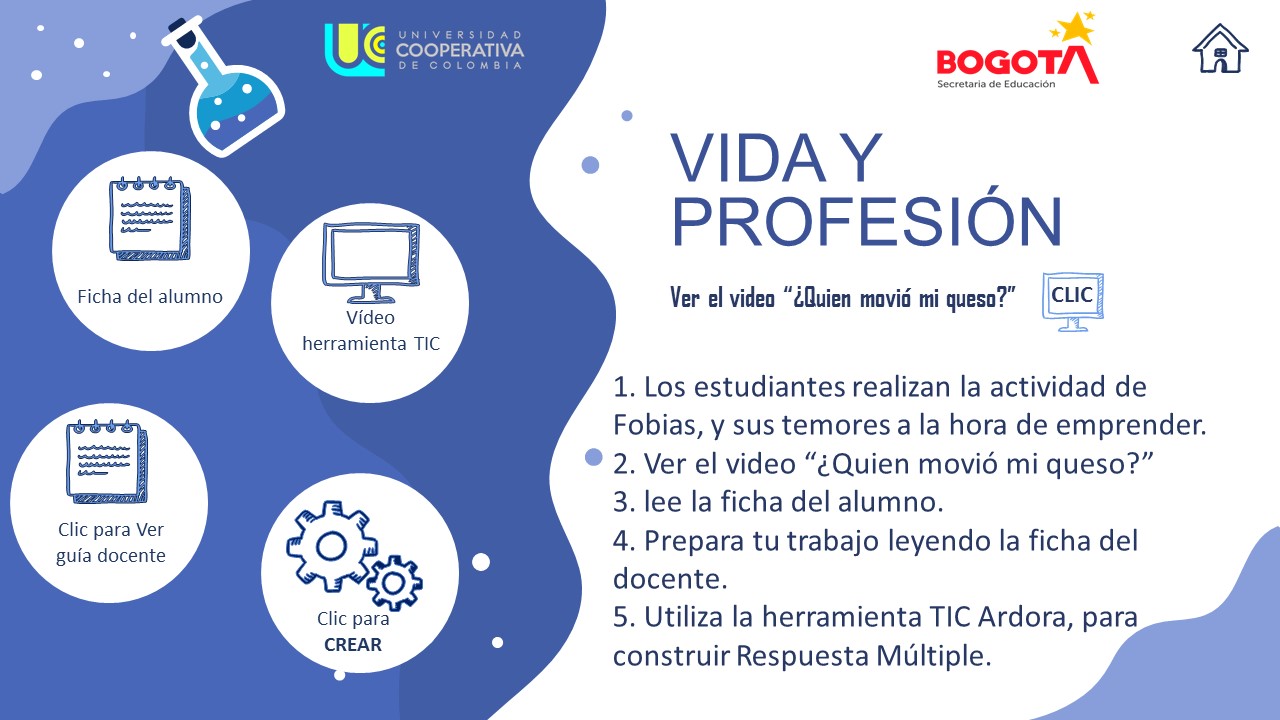 UNIVERSIDAD
COOPERATIVA
DE COLOMBIA
BOGOTÁ
Secretaría de Educación
VIDA Y
PROFESIÓN
Ver el video “¿Quien movió mi queso?”
CLIC
Ficha del alumno
Vídeo
herramienta TIC
Clic para Ver
guía docente
Clic para
CREAR
1. Los estudiantes realizan la actividad de
Fobias, y sus temores a la hora de emprender.
2. Ver el video “¿Quien movió mi queso?”
3. lee la ficha del alumno.
4. Prepara tu trabajo leyendo la ficha del
docente.
5. Utiliza la herramienta TIC Ardora, para
construir Respuesta Múltiple.